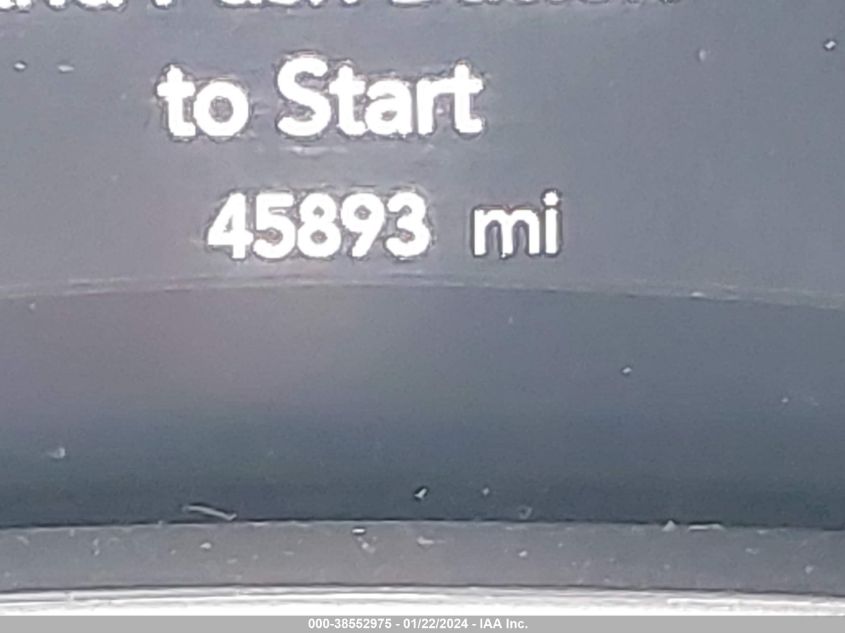 to Start
45893 mi
000-38552975 - 01/22/2024 - IAA Inc.